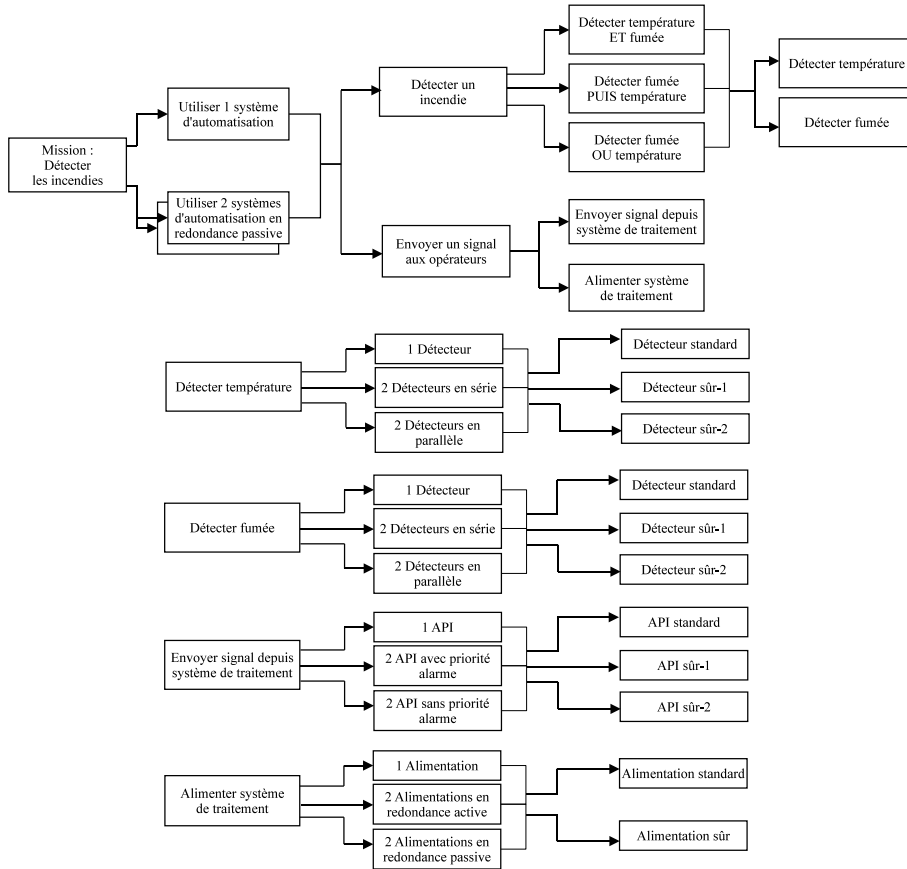 Mission :
Détecter
les incendies
Utiliser 1 système
d'automatisation
Utiliser 2 systèmes
d'automatisation en
redondance passive
Détecter un
incendie
Envoyer un signal
aux opérateurs
Détecter température
ET fumée
Détecter fumée
PUIS température
Détecter fumée
OU température
Détecter température
Détecter fumée
Envoyer signal depuis
système de traitement
Alimenter système
de traitement
Détecter température
1 Détecteur
2 Détecteurs en série
2 Détecteurs en
parallèle
Détecteur standard
Détecteur sûr-1
Détecteur sûr-2
Détecter fumée
1 Détecteur
2 Détecteurs en série
2 Détecteurs en
parallèle
Détecteur standard
Détecteur sûr-1
Détecteur sûr-2
Envoyer signal depuis
système de traitement
1 API
2 API avec priorité
alarme
2 API sans priorité
alarme
API standard
API sûr-1
API sûr-2
Alimenter système
de traitement
1 Alimentation
2 Alimentations en
redondance active
2 Alimentations en
redondance passive
Alimentation standard
Alimentation sûr